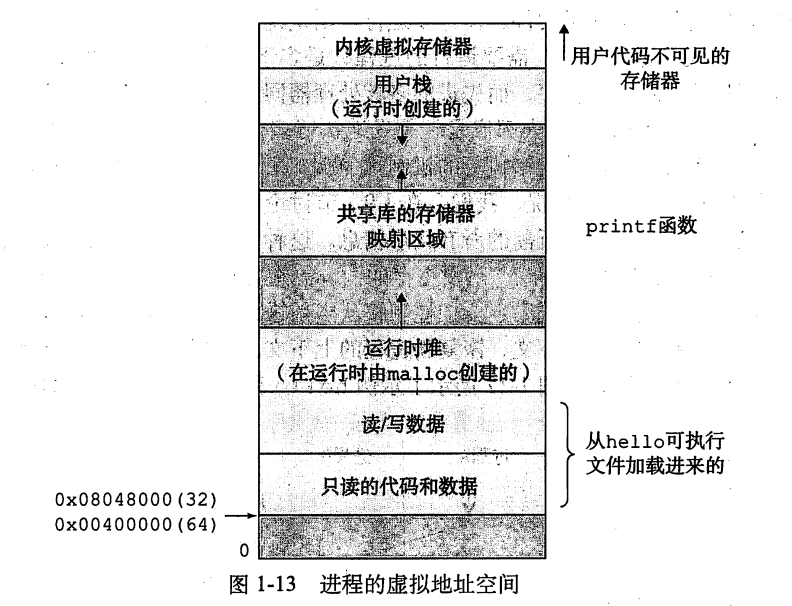 内核虚拟存储器
用户代码不可见的
存储器
用户栈
（运行时创建的）
共享库的存储器
映射区域
printf函数
运行时堆
（在运行时由malloc创建的）
读/写数据
从hello可执行
文件加载进来的
只读的代码和数据
0x08048000(32)
0x00400000(64)
0
图 1-13 进程的虚拟地址空间